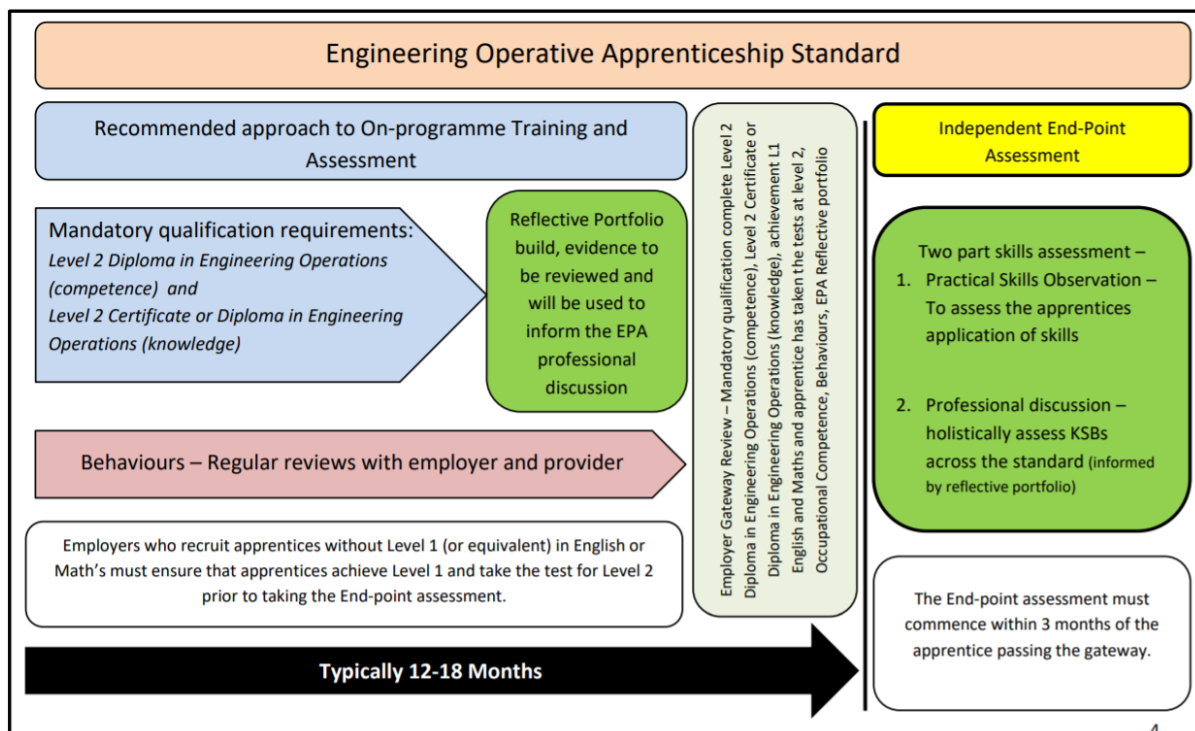 Engineering Operative Apprenticeship Standard
Recommended approach to On-programme Training and
Assessment
Mandatory qualification requirements:
Level 2 Diploma in Engineering Operations
(competence) and
Level 2 Certificate or Diploma in Engineering
Operations (knowledge)
Reflective Portfolio
build, evidence to
be reviewed and
will be used to
inform the EPA
professional
discussion
Behaviours – Regular reviews with employer and provider
Employers who recruit apprentices without Level 1 (or equivalent) in English or
Math’s must ensure that apprentices achieve Level 1 and take the test for Level 2
prior to taking the End-point assessment.
Typically 12-18 Months
Employer Gateway Review – Mandatory qualification complete Level 2
Diploma in Engineering Operations (competence), Level 2 Certificate or
Diploma in Engineering Operations (knowledge), achievement L1
English and Maths and apprentice has taken the tests at level 2,
Occupational Competence, Behaviours, EPA Reflective portfolio
Independent End-Point
Assessment
Two part skills assessment –
1. Practical Skills Observation –
To assess the apprentices
application of skills
2. Professional discussion –
holistically assess KSBs
across the standard (informed
by reflective portfolio)
The End-point assessment must
commence within 3 months of the
apprentice passing the gateway.
4